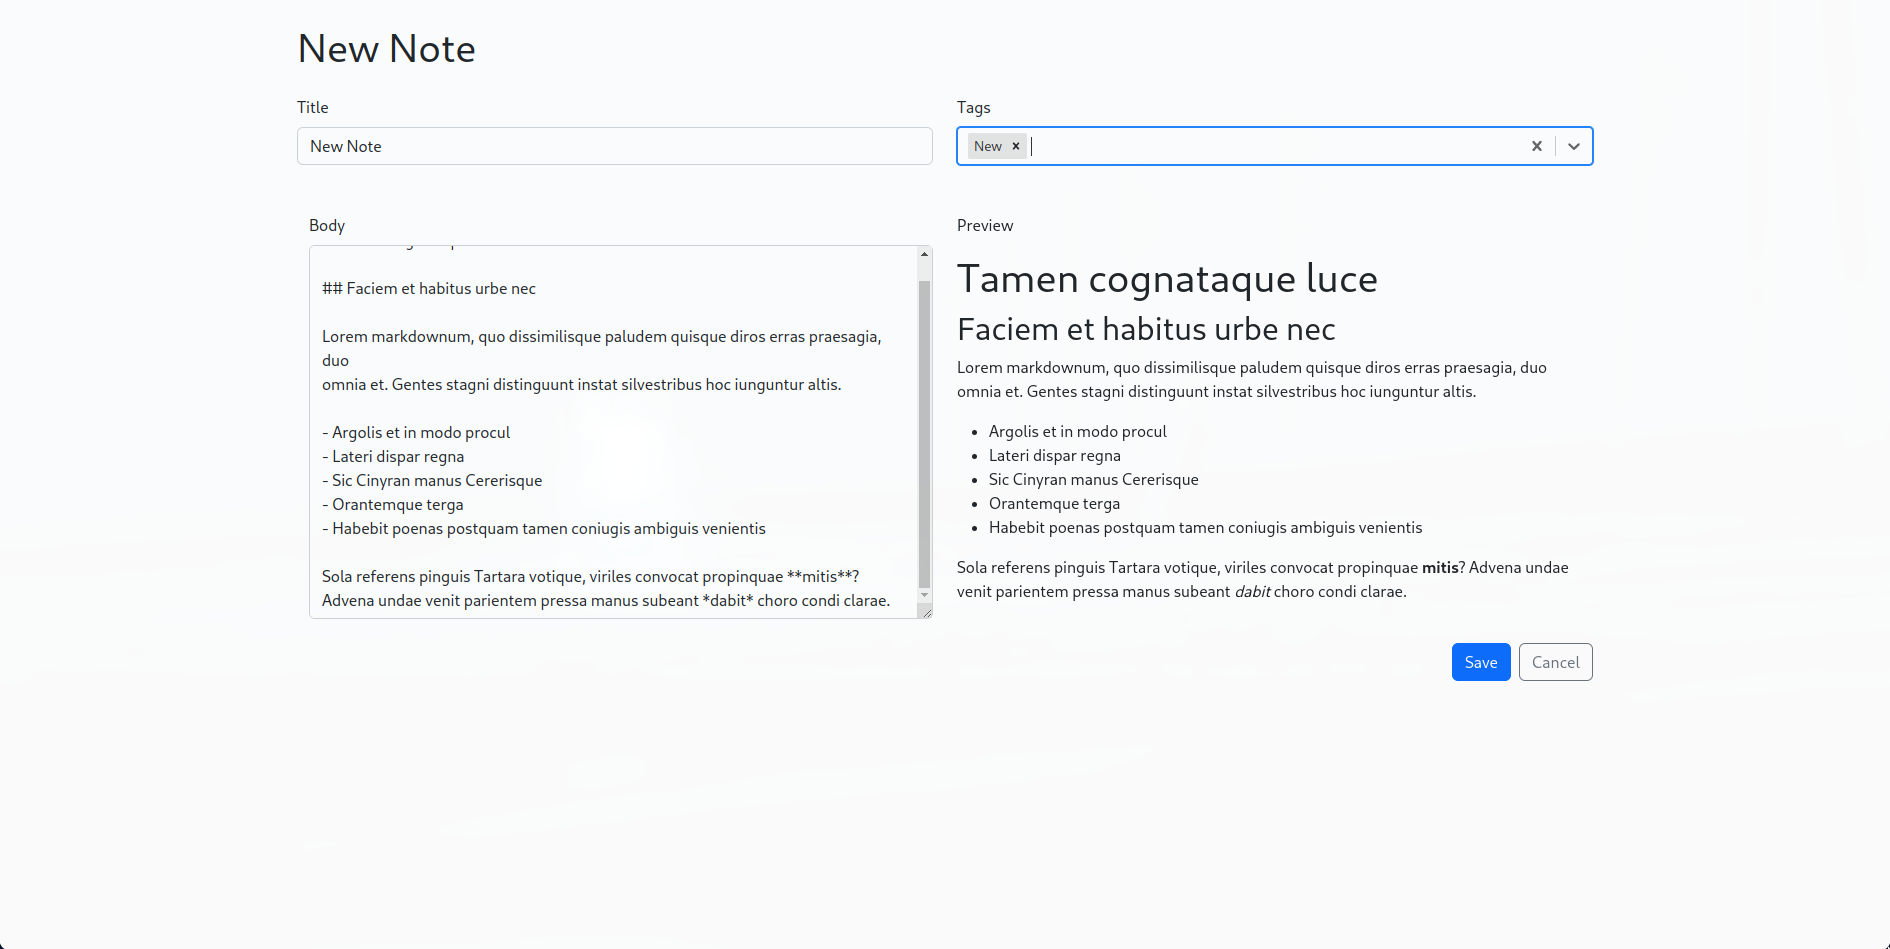 New Note
Title
Tags
New Note
New
Body
Preview
## Faciem et habitus urbe nec
Lorem markdownum, quo dissimilisque paludem quisque diros erras praesagia,
duo
omnia et. Gentes stagni distinguunt instat silvestribus hoc iunguntur altis.
- Argolis et in modo procul
- Lateri dispar regna
- Sic Cinyran manus Cererisque
- Orantemque terga
- Habebit poenas postquam tamen coniugis ambiguis venientis
Sola referens pinguis Tartara votique, viriles convocat propinquae **mitis**?
Advena undae venit parientem pressa manus subeant *dabit* choro condi clarae.
Tamen cognataque luce
Faciem et habitus urbe nec
Lorem markdownum, quo dissimilisque paludem quisque diros erras praesagia, duo
omnia et. Gentes stagni distinguunt instat silvestribus hoc iunguntur altis.
• Argolis et in modo procul
• Lateri dispar regna
• Sic Cinyran manus Cererisque
• Orantemque terga
• Habebit poenas postquam tamen coniugis ambiguis venientis
Sola referens pinguis Tartara votique, viriles convocat propinquae mitis? Advena undae
venit parientem pressa manus subeant dabit choro condi clarae.
Save
Cancel